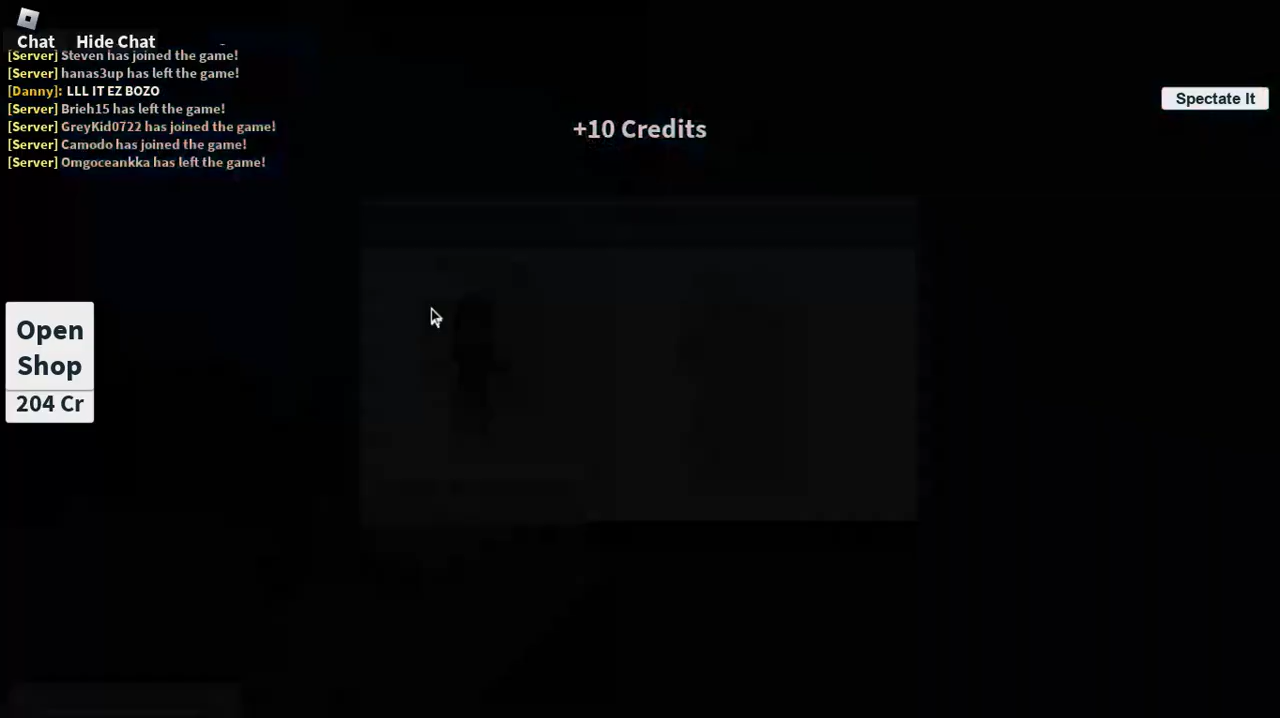 Chat Hide Chat
[Server] Steven has joined the game!
[Server] hanas3up has left the game!
[Danny]: LLL IT EZ BOZO
[Server] Brieh15 has left the game!
[Server] GreyKid0722 has joined the game!
[Server] Camodo has joined the game!
[Server] Omgoceankka has left the game!
Spectate It
+10 Credits
Open
Shop
204 Cr